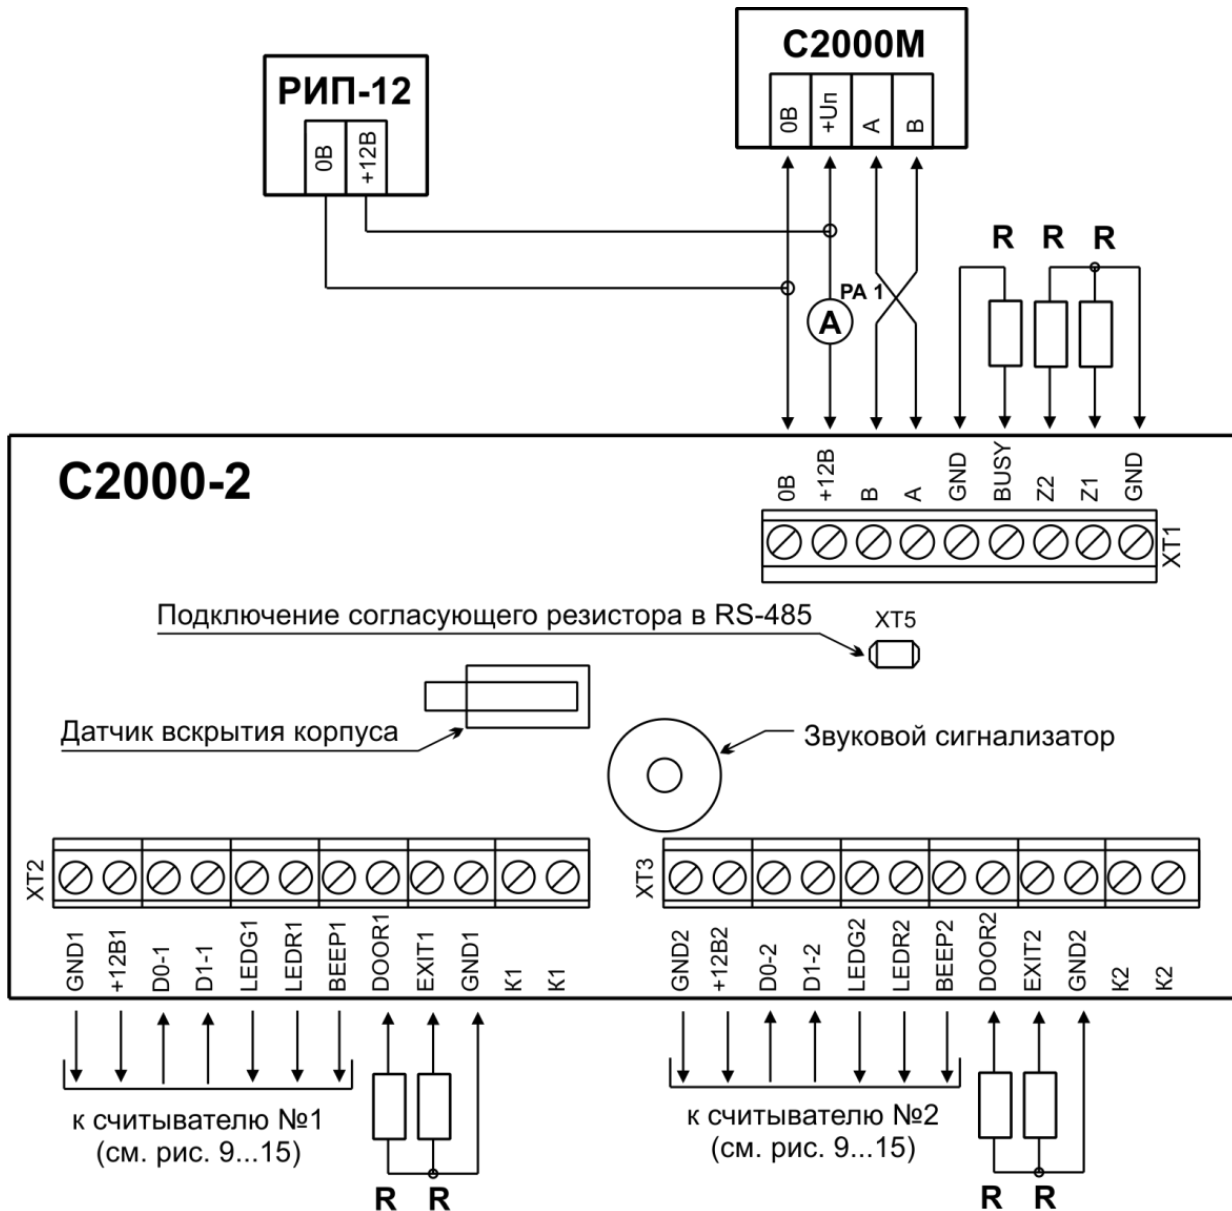 С2000М
0В
+Uп
А
В
РИП-12
0В
+12В
РА 1
А
R
R
R
С2000-2
0В
+12В
В
А
GND
BUSY
Z2
Z1
GND
XT1
Подключение согласующего резистора в RS-485
XT5
Датчик вскрытия корпуса
Звуковой сигнализатор
XT2
GND1
+12В1
D0-1
D1-1
LEDG1
LEDR1
BEEP1
DOOR1
EXIT1
GND1
К1
К1
XT3
GND2
+12В2
D0-2
D1-2
LEDG2
LEDR2
BEEP2
DOOR2
EXIT2
GND2
К2
К2
к считывателю №1
(см. рис. 9...15)
R
R
к считывателю №2
(см. рис. 9...15)
R
R